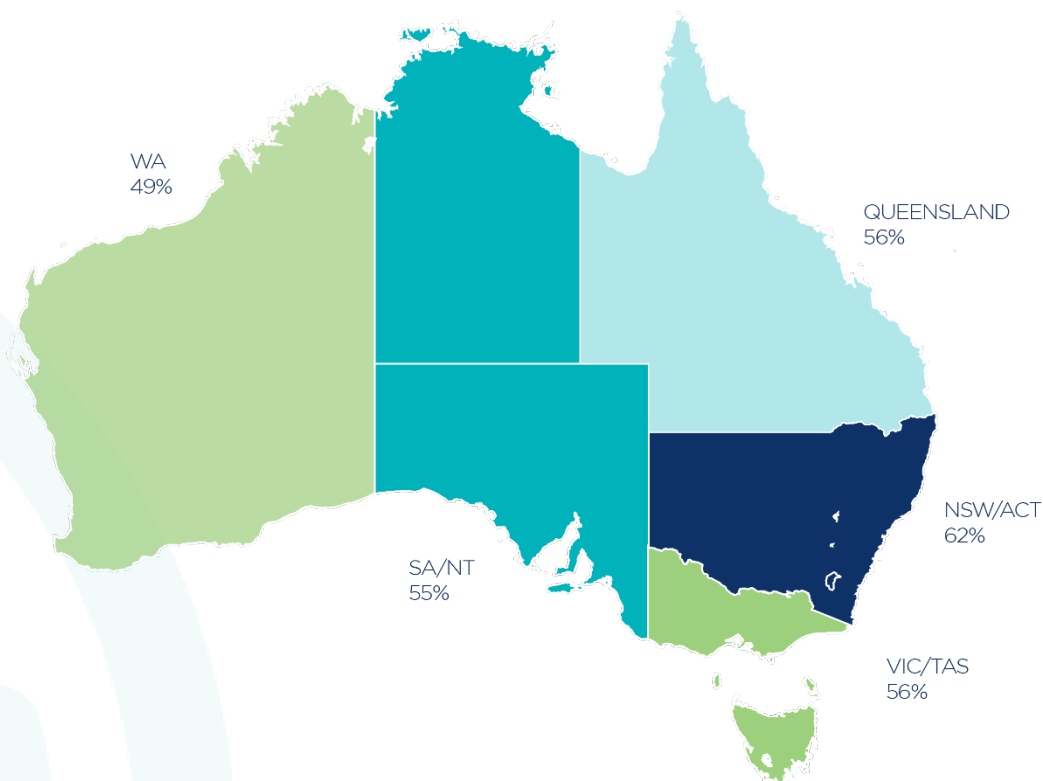 WA
49%
QUEENSLAND
56%
NSW/ACT
62%
SA/NT
55%
VIC/TAS
56%